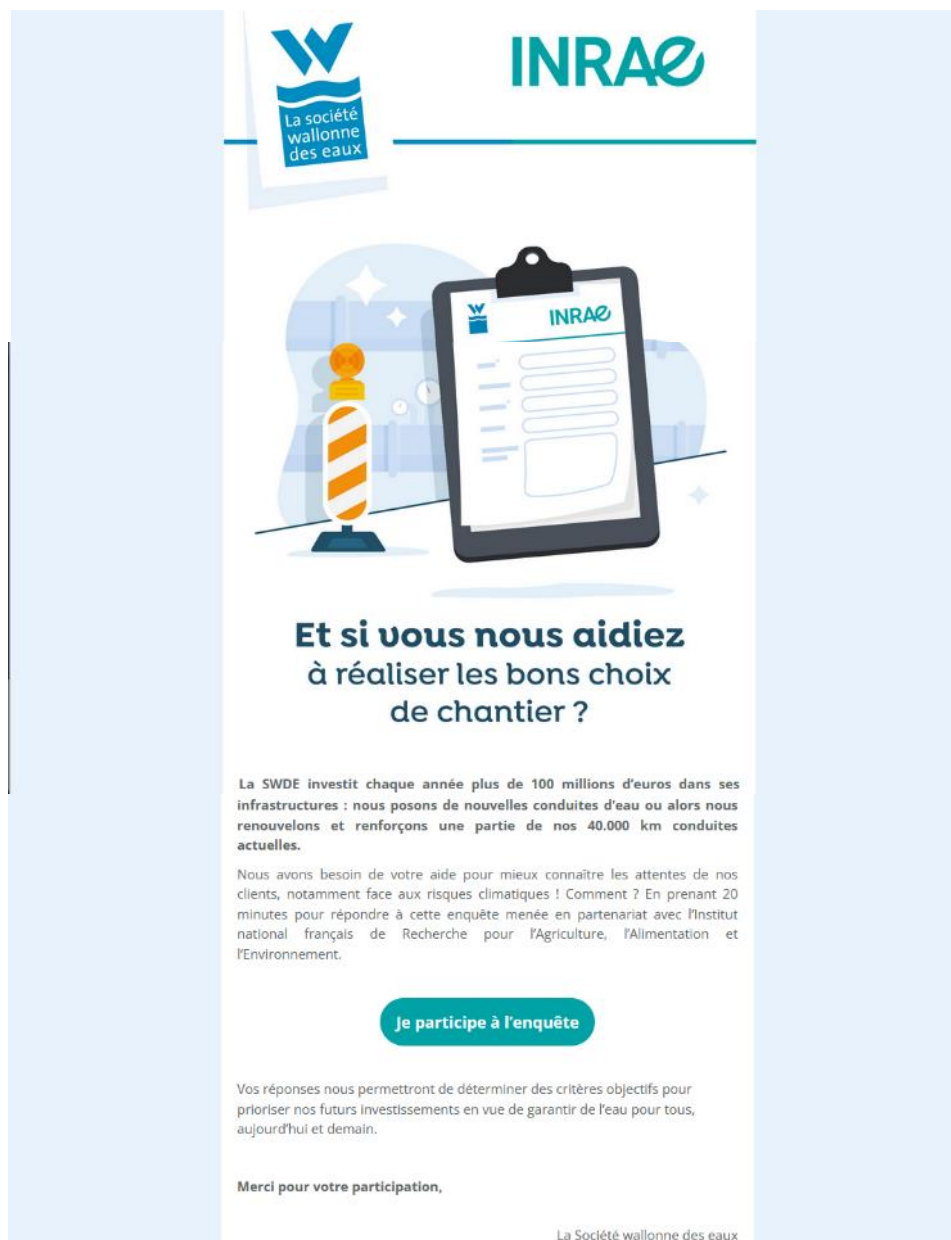 La société
wallonne
des eaux
INRAE
INRAE
Et si vous nous aidiez
à réaliser les bons choix
de chantier ?
La SWDE investit chaque année plus de 100 millions d'euros dans ses
infrastructures : nous posons de nouvelles conduites d'eau ou alors nous
renouvelons et renforçons une partie de nos 40.000 km conduites
actuelles.
Nous avons besoin de votre aide pour mieux connaître les attentes de nos
clients, notamment face aux risques climatiques ! Comment ? En prenant 20
minutes pour répondre à cette enquête menée en partenariat avec l'Institut
national français de Recherche pour l'Agriculture, l'Alimentation et
l'Environnement.
Je participe à l'enquête
Vos réponses nous permettront de déterminer des critères objectifs pour
prioriser nos futurs investissements en vue de garantir de l'eau pour tous,
aujourd'hui et demain.
Merci pour votre participation,
La Société wallonne des eaux